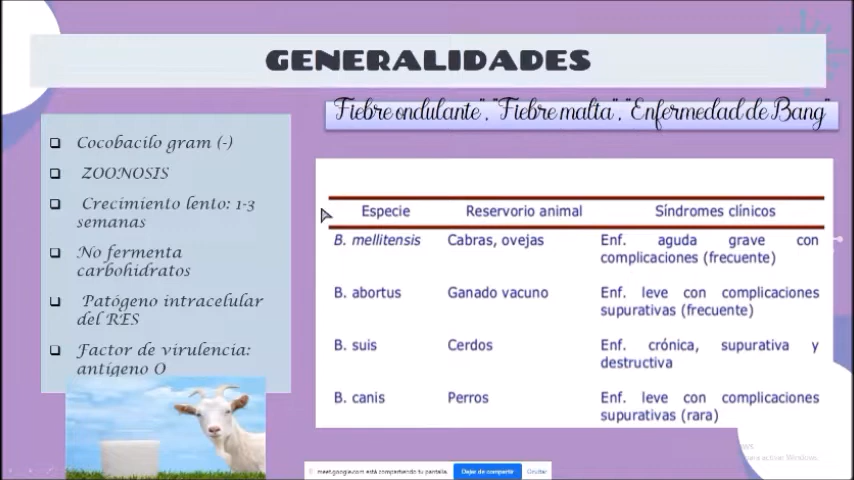 GENERALIDADES
"Fiebre ondulante", "Fiebre malta", "Enfermedad de Bang"
Cocobacilo gram (-)
ZOONOSIS
Crecimiento lento: 1-3
semanas
No fermenta
carbohidratos
Patógeno intracelular
del RES
Factor de virulencia:
antígeno O
Especie Reservorio animal Síndromes clínicos
B. mellitensis Cabras, ovejas Enf. aguda grave con
complicaciones (frecuente)
B. abortus Ganado vacuno Enf. leve con complicaciones
supurativas (frecuente)
B. suis Cerdos Enf. crónica, supurativa y
destructiva
B. canis Perros Enf. leve con complicaciones
supurativas (rara)
para activar Windows.
meet.google.com está compartiendo tu pantalla.
Dejar de compartir
Ocultar